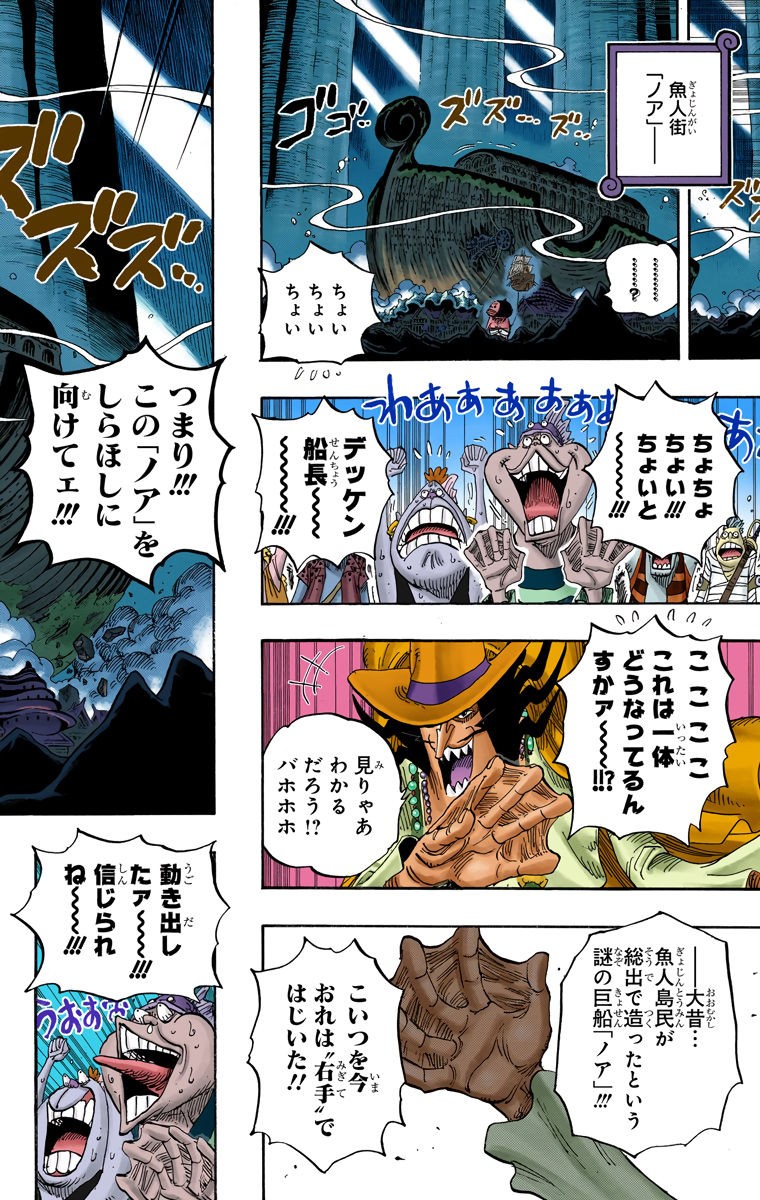 魚人街
「ノア」──
ズズ…
ズズズ…
ズズ…
ゴゴ…
………
………?
ちょい
ちょい
ちょい
わあああああああ
ちょちょ
ちょい!!!
ちょいと
〜〜〜!!!
デッケン
船長〜〜
〜〜〜!!!
ここここ
これは一体
どうなってるん
すかァ〜〜〜!!?
見りゃあ
わかる
だろう!?
バホホホ
──大昔…
魚人島民が
総出で造ったという
謎の巨船「ノア」!!!
こいつを今
おれは〝右手〟で
はじいた!!
ズズ
ズズズ…
つまり!!!
この「ノア」を
しらほしに
向けてェ!!!
動き出し
たァ〜〜〜!!!
信じられ
ね〜〜〜!!!
うおおお